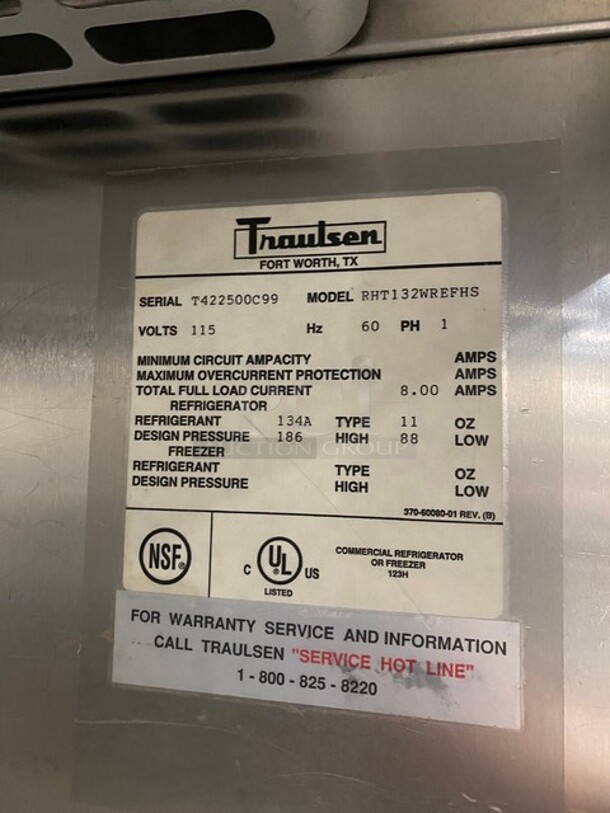 Traulsen
FORT WORTH, TX
SERIAL T422500C99 MODEL RHT132WREFHS
VOLTS 115 Hz 60 PH 1
MINIMUM CIRCUIT AMPACITY AMPS
MAXIMUM OVERCURRENT PROTECTION AMPS
TOTAL FULL LOAD CURRENT 8.00 AMPS
REFRIGERATOR
REFRIGERANT 134A TYPE 11 OZ
DESIGN PRESSURE 186 HIGH 88 LOW
FREEZER
REFRIGERANT TYPE OZ
DESIGN PRESSURE HIGH LOW
370-60080-01 REV. (B)
NSF®
C UL® US
LISTED
COMMERCIAL REFRIGERATOR
OR FREEZER
123H
FOR WARRANTY SERVICE AND INFORMATION
CALL TRAULSEN "SERVICE HOT LINE"
1 - 800 - 825 - 8220
GROUP